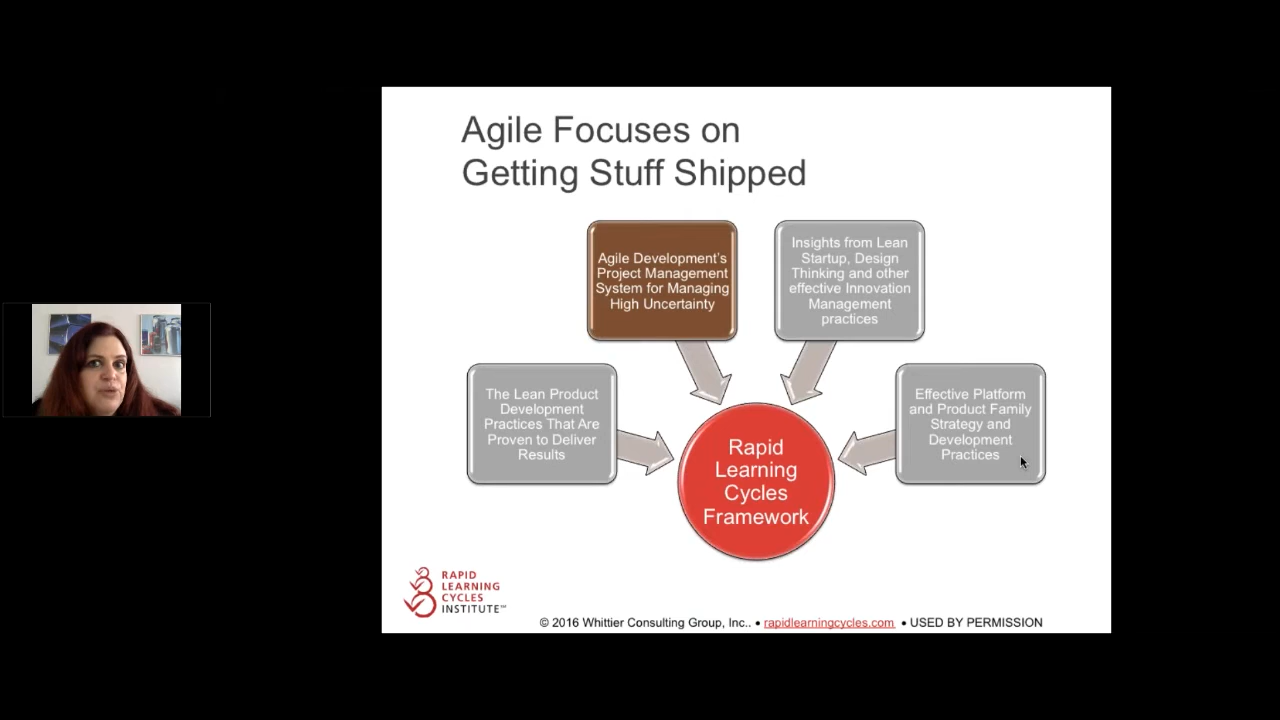 Agile Focuses on
Getting Stuff Shipped
Agile Development's
Project Management
System for Managing
High Uncertainty
Insights from Lean
Startup, Design
Thinking and other
effective Innovation
Management
practices
The Lean Product
Development
Practices That Are
Proven to Deliver
Results
Effective Platform
and Product Family
Strategy and
Development
Practices
Rapid
Learning
Cycles
Framework
RAPID
LEARNING
CYCLES
INSTITUTE™
© 2016 Whittier Consulting Group, Inc.. • rapidlearningcycles.com • USED BY PERMISSION